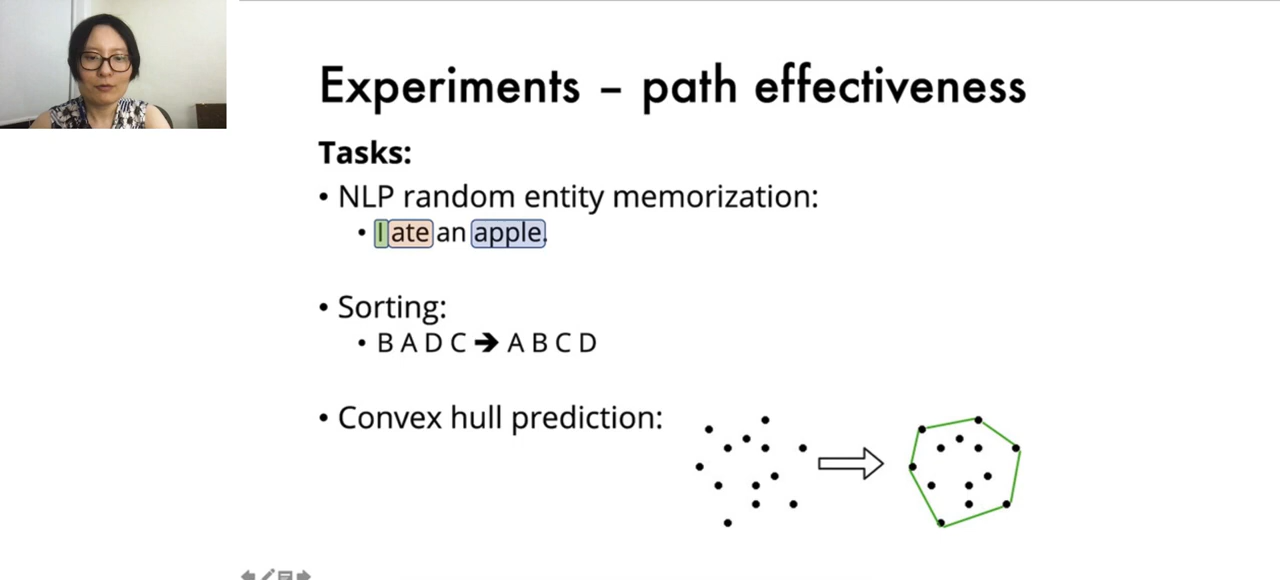 Experiments – path effectiveness
Tasks:
• NLP random entity memorization:
• I ate an apple.
• Sorting:
• B A D C ➔ A B C D
• Convex hull prediction: